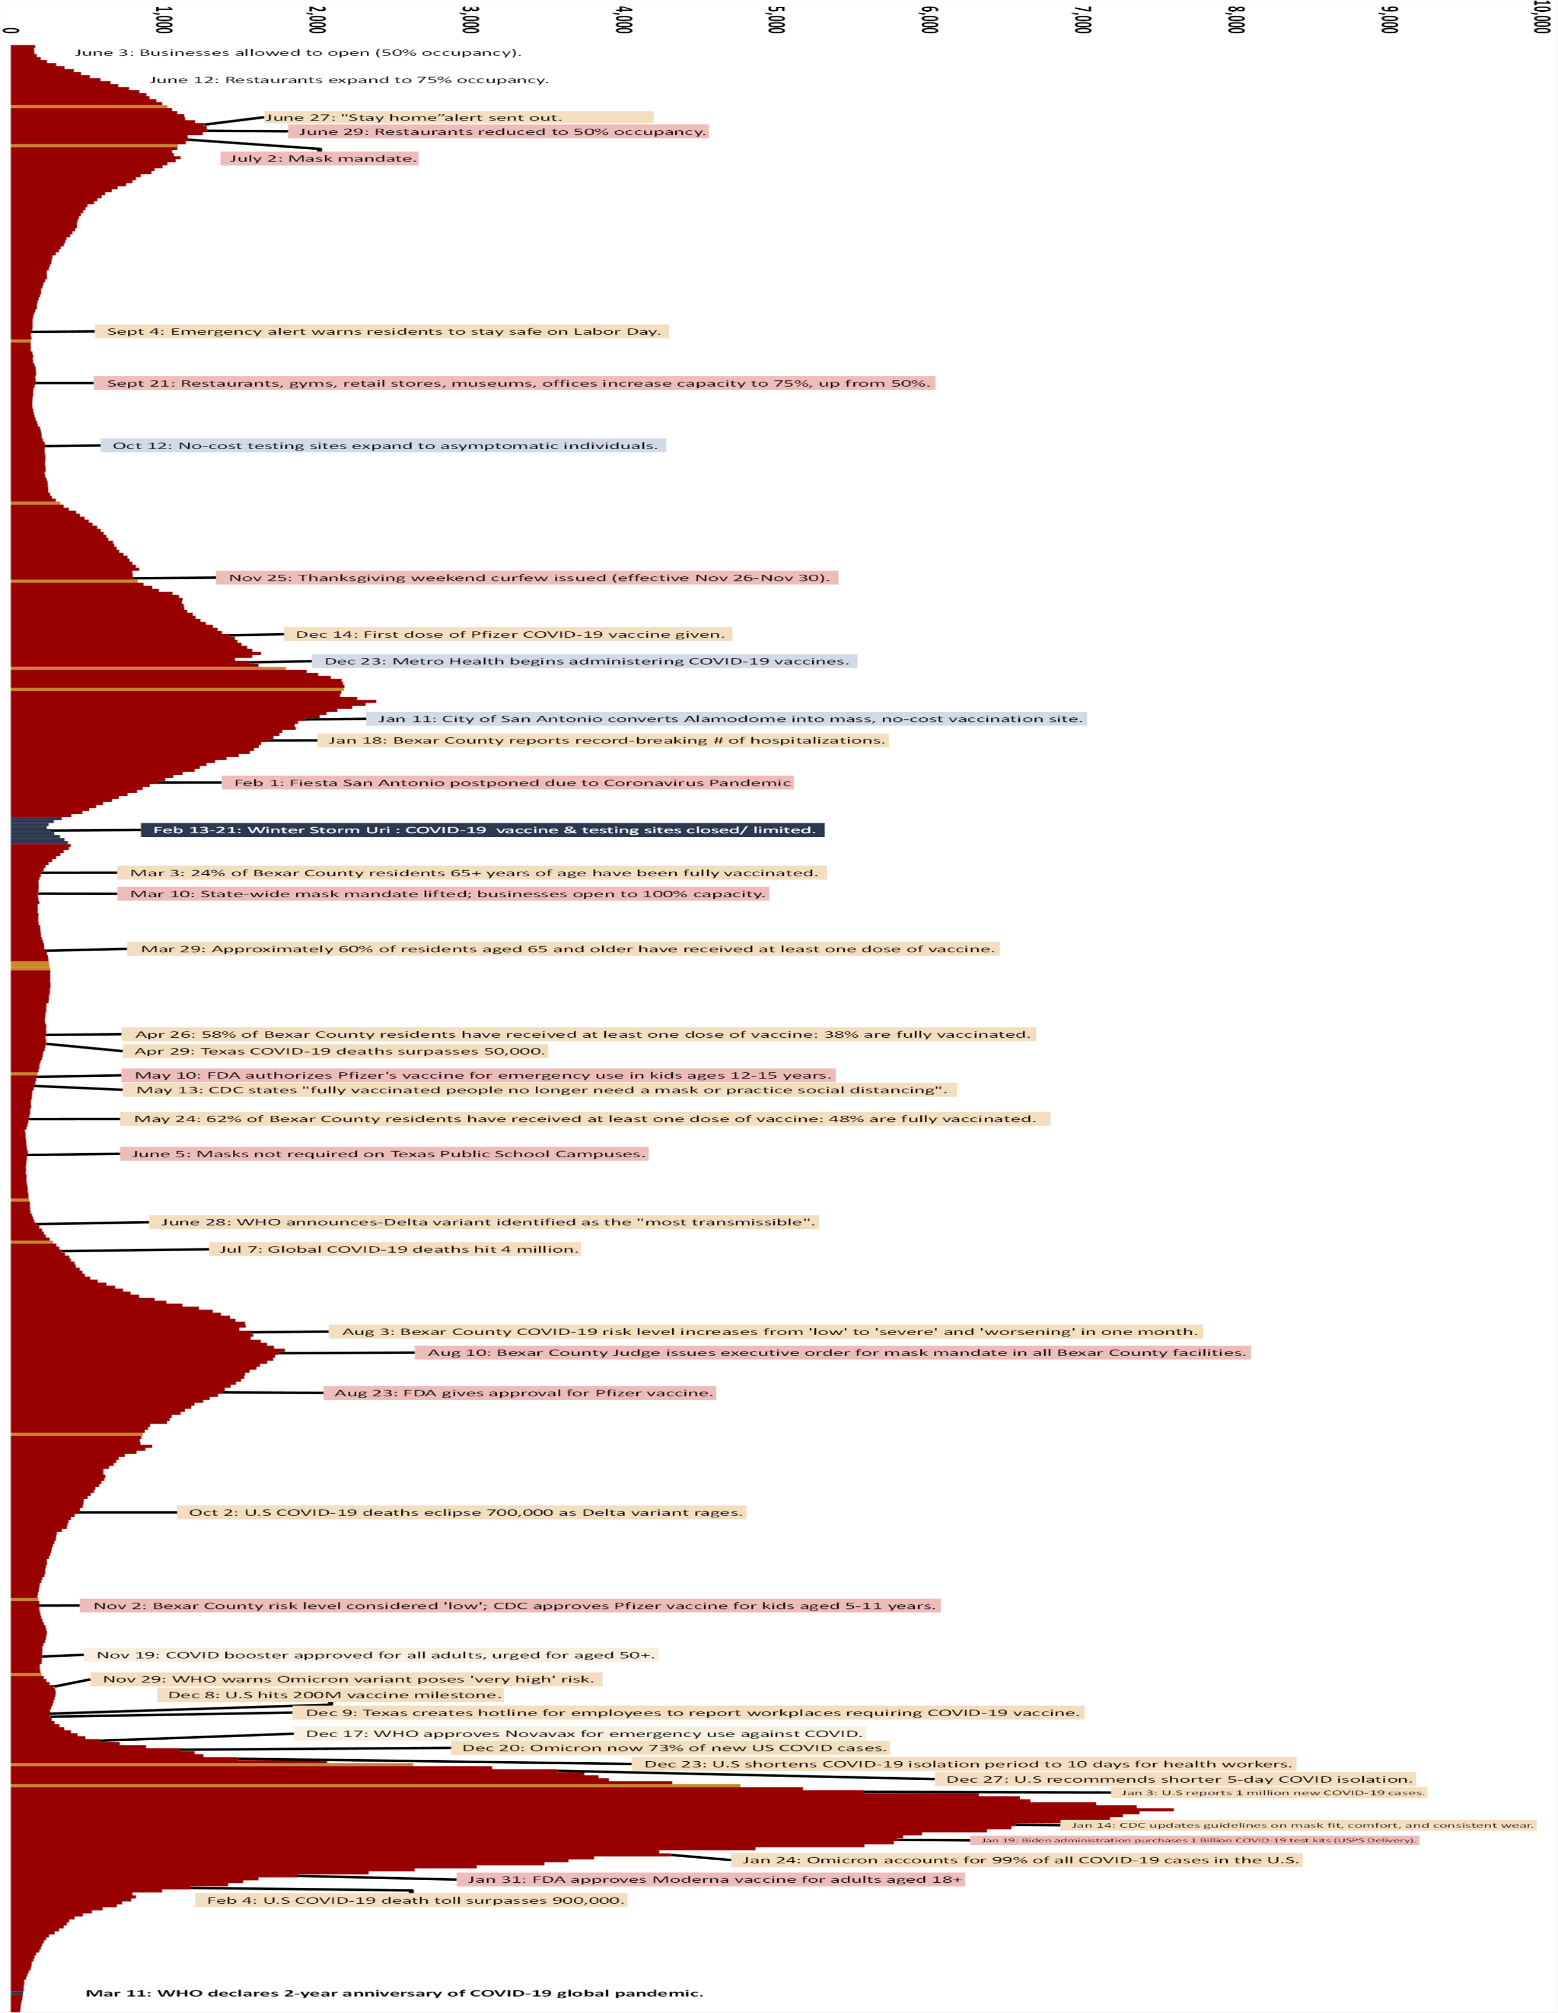 0
1,000
2,000
3,000
4,000
5,000
6,000
7,000
8,000
9,000
10,000
June 3: Businesses allowed to open (50% occupancy).
June 12: Restaurants expand to 75% occupancy.
June 27: "Stay home”alert sent out.
June 29: Restaurants reduced to 50% occupancy.
July 2: Mask mandate.
Sept 4: Emergency alert warns residents to stay safe on Labor Day.
Sept 21: Restaurants, gyms, retail stores, museums, offices increase capacity to 75%, up from 50%.
Oct 12: No-cost testing sites expand to asymptomatic individuals.
Nov 25: Thanksgiving weekend curfew issued (effective Nov 26-Nov 30).
Dec 14: First dose of Pfizer COVID-19 vaccine given.
Dec 23: Metro Health begins administering COVID-19 vaccines.
Jan 11: City of San Antonio converts Alamodome into mass, no-cost vaccination site.
Jan 18: Bexar County reports record-breaking # of hospitalizations.
Feb 1: Fiesta San Antonio postponed due to Coronavirus Pandemic
Feb 13-21: Winter Storm Uri : COVID-19 vaccine & testing sites closed/ limited.
Mar 3: 24% of Bexar County residents 65+ years of age have been fully vaccinated.
Mar 10: State-wide mask mandate lifted; businesses open to 100% capacity.
Mar 29: Approximately 60% of residents aged 65 and older have received at least one dose of vaccine.
Apr 26: 58% of Bexar County residents have received at least one dose of vaccine: 38% are fully vaccinated.
Apr 29: Texas COVID-19 deaths surpasses 50,000.
May 10: FDA authorizes Pfizer's vaccine for emergency use in kids ages 12-15 years.
May 13: CDC states "fully vaccinated people no longer need a mask or practice social distancing".
May 24: 62% of Bexar County residents have received at least one dose of vaccine: 48% are fully vaccinated.
June 5: Masks not required on Texas Public School Campuses.
June 28: WHO announces-Delta variant identified as the "most transmissible".
Jul 7: Global COVID-19 deaths hit 4 million.
Aug 3: Bexar County COVID-19 risk level increases from 'low' to 'severe' and 'worsening' in one month.
Aug 10: Bexar County Judge issues executive order for mask mandate in all Bexar County facilities.
Aug 23: FDA gives approval for Pfizer vaccine.
Oct 2: U.S COVID-19 deaths eclipse 700,000 as Delta variant rages.
Nov 2: Bexar County risk level considered 'low'; CDC approves Pfizer vaccine for kids aged 5-11 years.
Nov 19: COVID booster approved for all adults, urged for aged 50+.
Nov 29: WHO warns Omicron variant poses 'very high' risk.
Dec 8: U.S hits 200M vaccine milestone.
Dec 9: Texas creates hotline for employees to report workplaces requiring COVID-19 vaccine.
Dec 17: WHO approves Novavax for emergency use against COVID.
Dec 20: Omicron now 73% of new US COVID cases.
Dec 23: U.S shortens COVID-19 isolation period to 10 days for health workers.
Dec 27: U.S recommends shorter 5-day COVID isolation.
Jan 3: U.S reports 1 million new COVID-19 cases.
Jan 14: CDC updates guidelines on mask fit, comfort, and consistent wear.
Jan 19: Biden administration purchases 1 Billion COVID-19 test kits (USPS Delivery).
Jan 24: Omicron accounts for 99% of all COVID-19 cases in the U.S.
Jan 31: FDA approves Moderna vaccine for adults aged 18+
Feb 4: U.S COVID-19 death toll surpasses 900,000.
Mar 11: WHO declares 2-year anniversary of COVID-19 global pandemic.